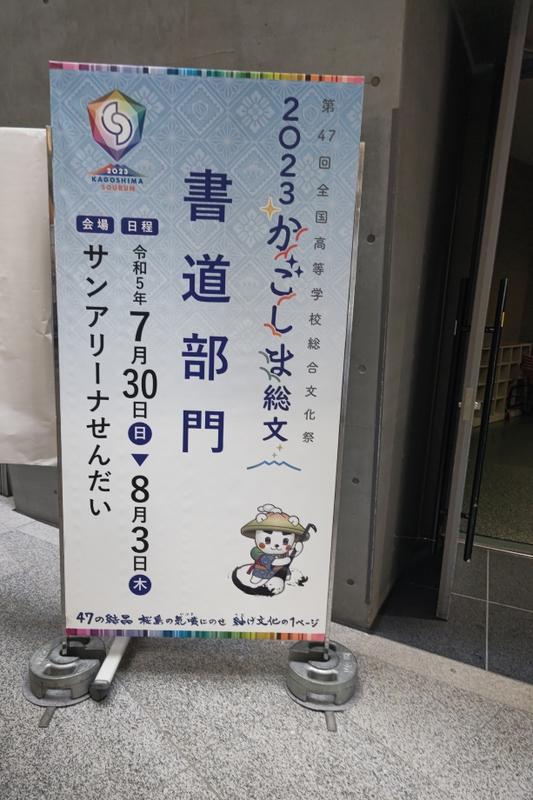 第47回全国高等学校総合文化祭
2023かごしま総文
書道部門
日程
令和5年7月30日(日)▼8月3日(木)
会場
サンアリーナせんだい
2023
KAGOSHIMA
SOUBUN
47の結晶 桜島の気噴にのせ 紬げ文化の1ページ